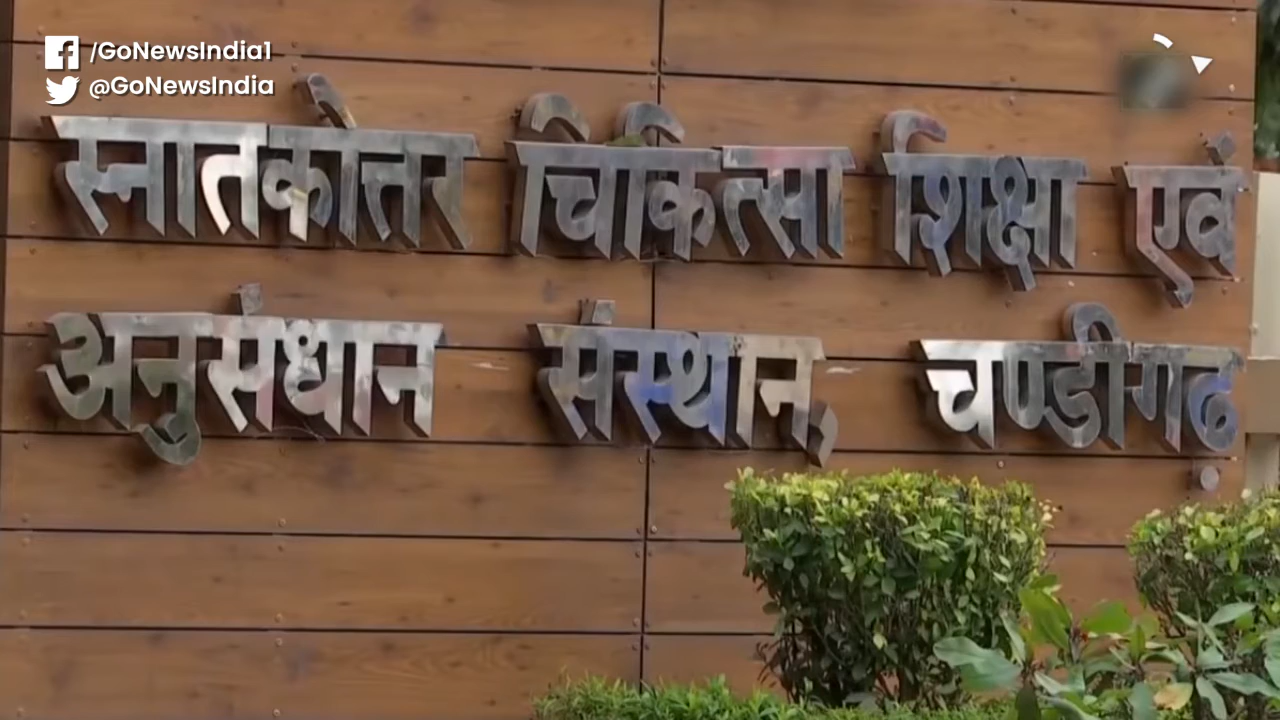 /GoNewsIndia1
@GoNewsIndia
स्नातकोत्तर चिकित्सा शिक्षा एवं
अनुसंधान संस्थान, चण्डीगढ़